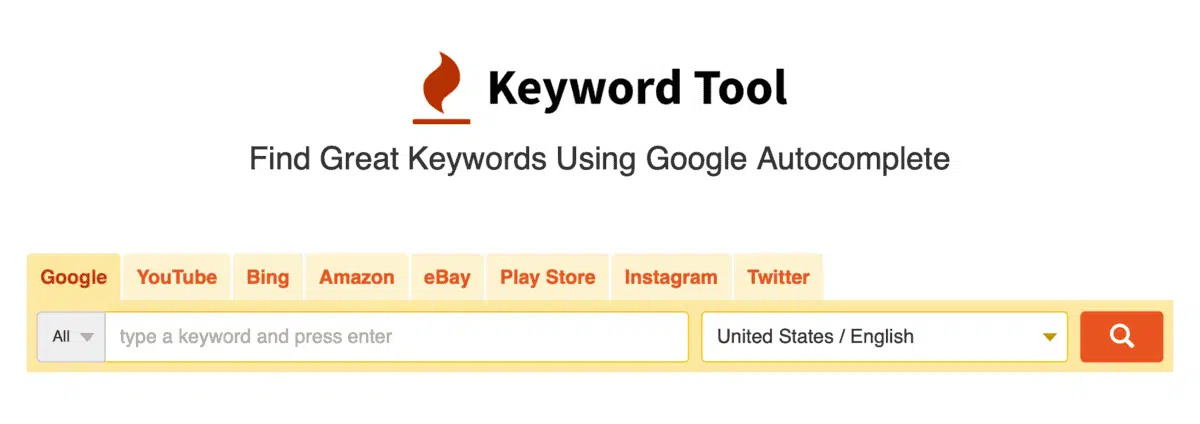 Keyword Tool
Find Great Keywords Using Google Autocomplete
Google YouTube Bing Amazon eBay Play Store Instagram Twitter
All type a keyword and press enter United States / English